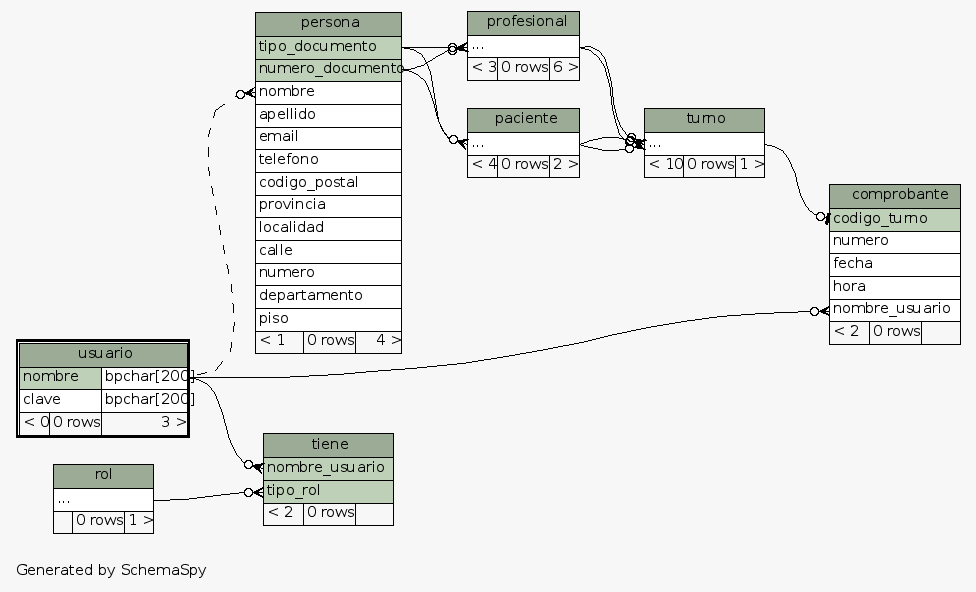 persona
tipo_documento
numero_documento
nombre
apellido
email
telefono
codigo_postal
provincia
localidad
calle
numero
departamento
piso
< 1 0 rows 4 >
profesional
...
< 3 0 rows 6 >
paciente
...
< 4 0 rows 2 >
turno
...
< 10 0 rows 1 >
comprobante
codigo_turno
numero
fecha
hora
nombre_usuario
< 2 0 rows
usuario
nombre bpchar[200]
clave bpchar[200]
< 0 0 rows 3 >
tiene
nombre_usuario
tipo_rol
< 2 0 rows
rol
...
0 rows 1 >
Generated by SchemaSpy